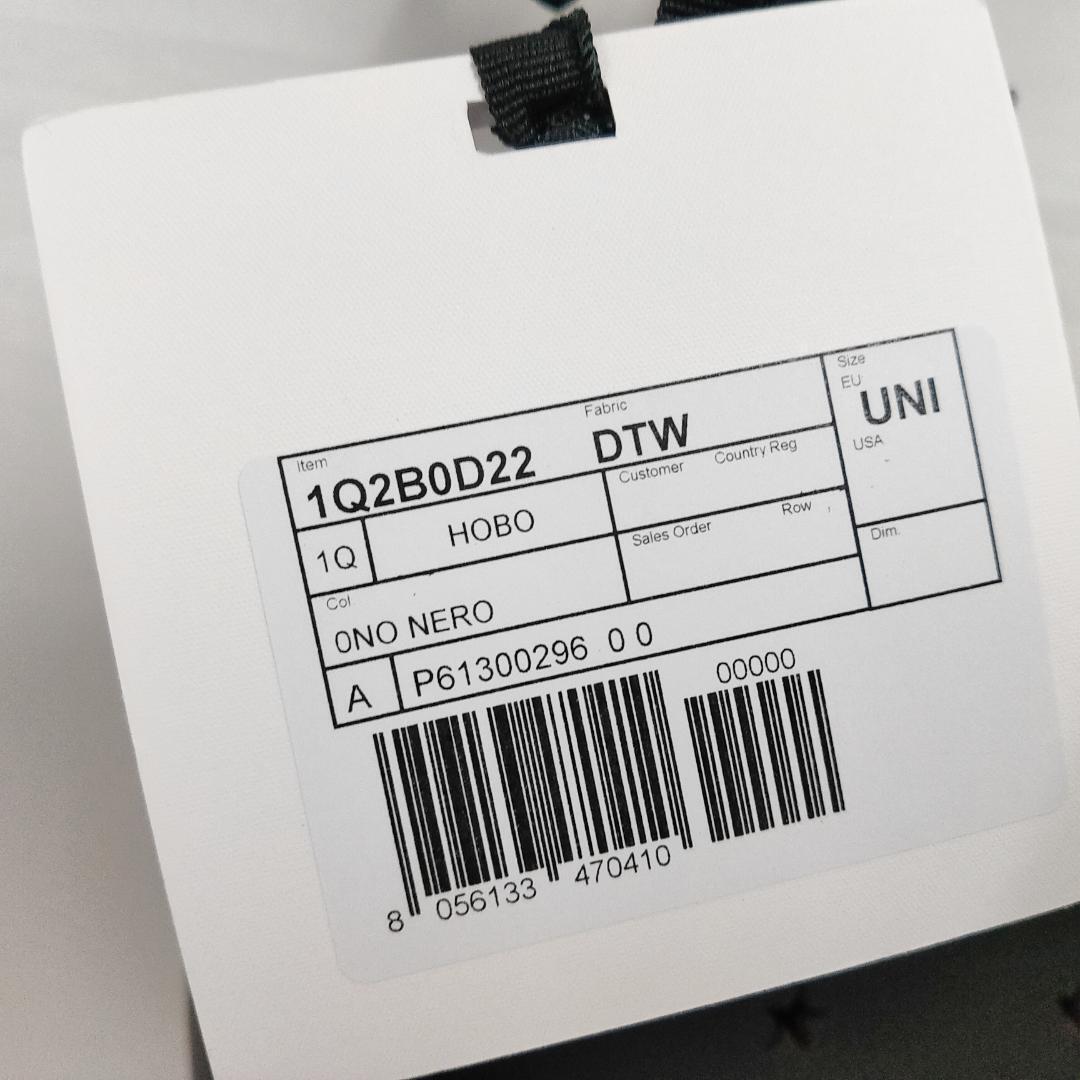 Item Fabric
1Q2B0D22 DTW
Size
EU
UNI
USA
-
1Q HOBO
Customer Country Reg
Sales Order Row
Dim.
Col
0NO NERO
A P61300296 0 0
00000
8 056133 470410